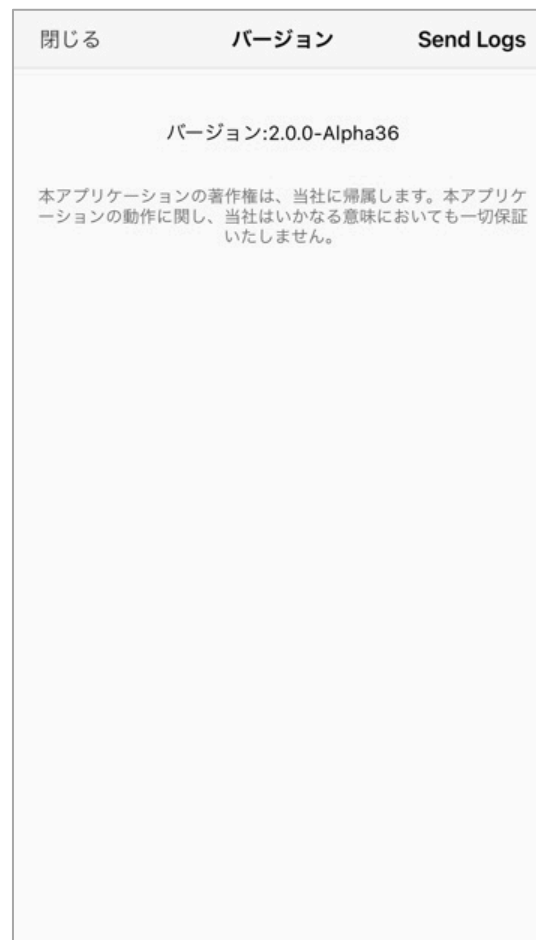 閉じる バージョン Send Logs
バージョン:2.0.0-Alpha36
本アプリケーションの著作権は、当社に帰属します。本アプリケ
ーションの動作に関し、当社はいかなる意味においても一切保証
いたしません。